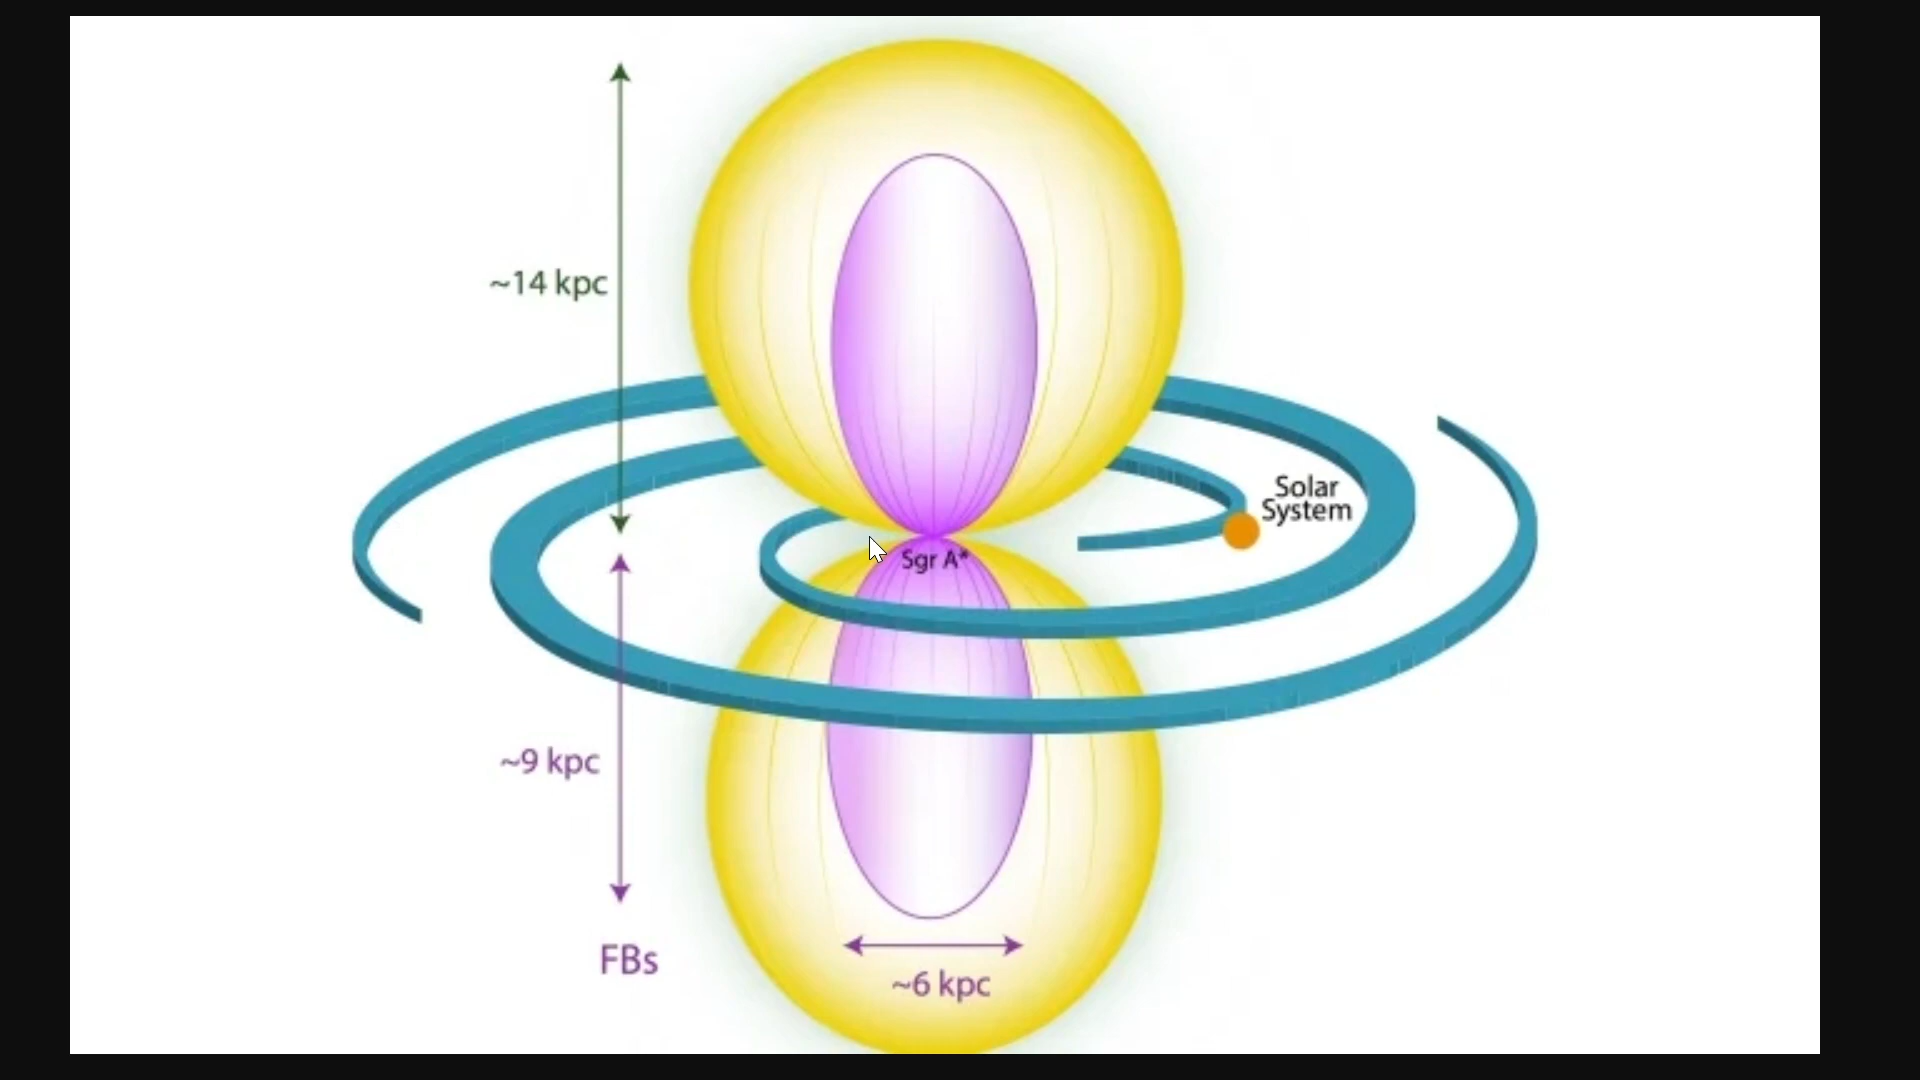 ~14 kpc
Solar
System
Sgr A*
~9 kpc
FBs
~6 kpc